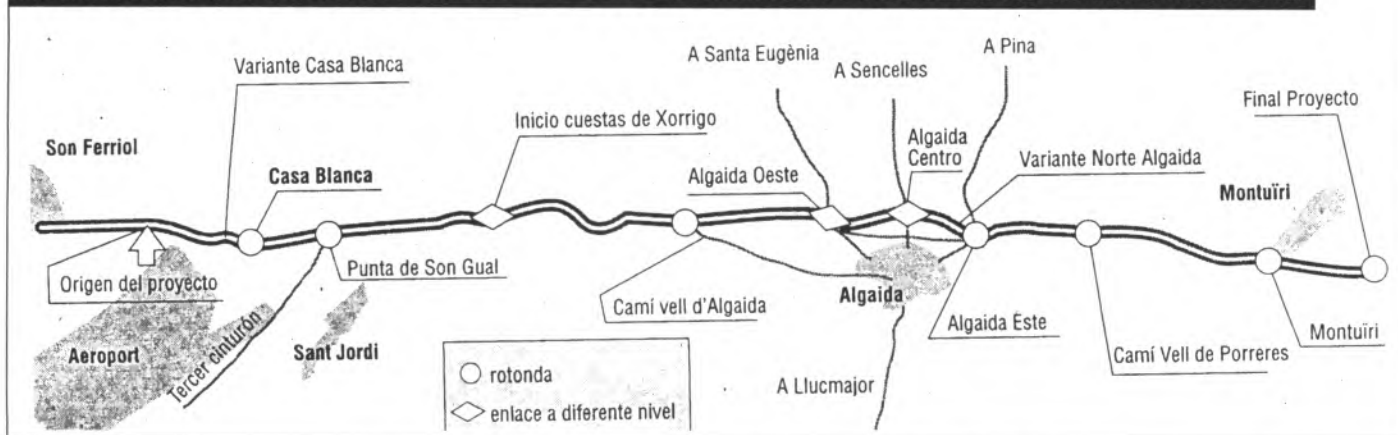 A Santa Eugènia
A Sencelles
A Pina
Variante Casa Blanca
Final Proyecto
Son Ferriol
Inicio cuestas de Xorrigo
Algaida
Centro
Casa Blanca
Algaida Oeste
Variante Norte Algaida
Montuïri
Origen del proyecto
Punta de Son Gual
Camí vell d'Algaida
Algaida
Algaida Este
Montuïri
Aeroport
Tercer cinturón
Sant Jordi
Camí Vell de Porreres
rotonda
A Llucmajor
enlace a diferente nivel